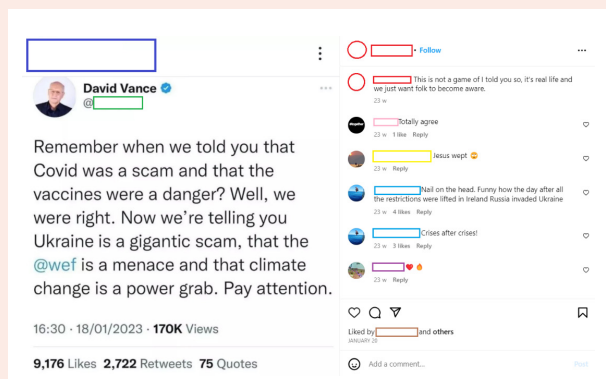 David Vance
@
Remember when we told you that
Covid was a scam and that the
vaccines were a danger? Well, we
were right. Now we're telling you
Ukraine is a gigantic scam, that the
@wef is a menace and that climate
change is a power grab. Pay attention.
16:30 · 18/01/2023 · 170K Views
9,176 Likes 2,722 Retweets 75 Quotes
• Follow
This is not a game of I told you so, it's real life and
we just want folk to become aware.
23 w
Totally agree
23 w 1 like Reply
Jesus wept 🙄
23 w Reply
Nail on the head. Funny how the day after all
the restrictions were lifted in Ireland Russia invaded Ukraine
23 w 4 likes Reply
Crises after crises!
23 w 3 likes Reply
❤️🔥
23 w Reply
Liked by and others
JANUARY 20
Add a comment...
Post